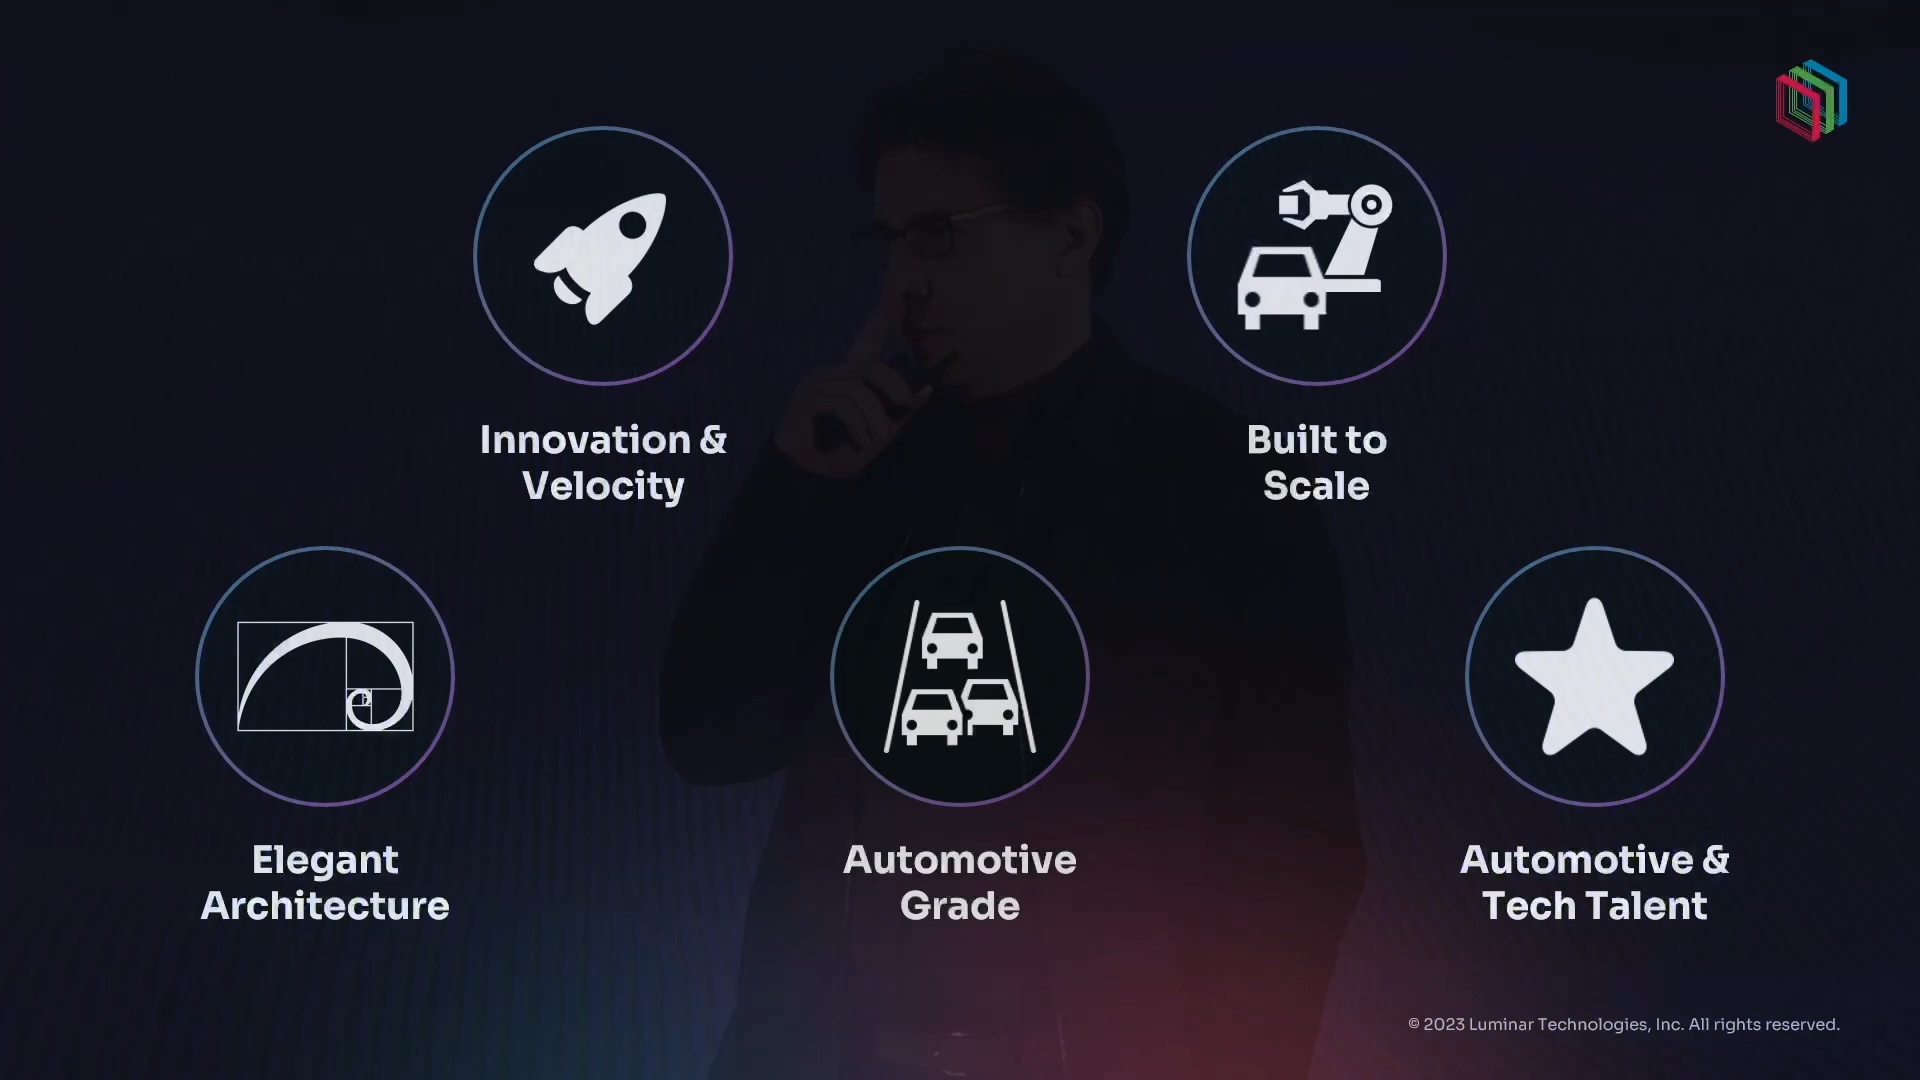 Innovation &
Velocity
Built to
Scale
Elegant
Architecture
Automotive
Grade
Automotive &
Tech Talent
© 2023 Luminar Technologies, Inc. All rights reserved.